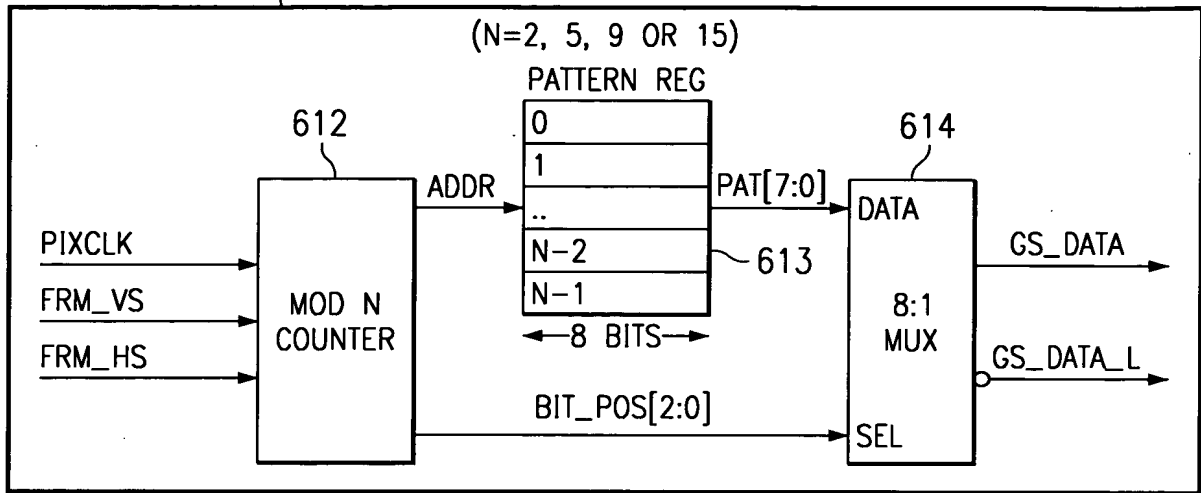 (N=2, 5, 9 OR 15)
PATTERN REG
612
614
0
1
..
N-2
N-1
ADDR
PAT[7:0]
DATA
PIXCLK
FRM_VS
FRM_HS
MOD N
COUNTER
613
8 BITS
8:1
MUX
GS_DATA
GS_DATA_L
BIT_POS[2:0]
SEL